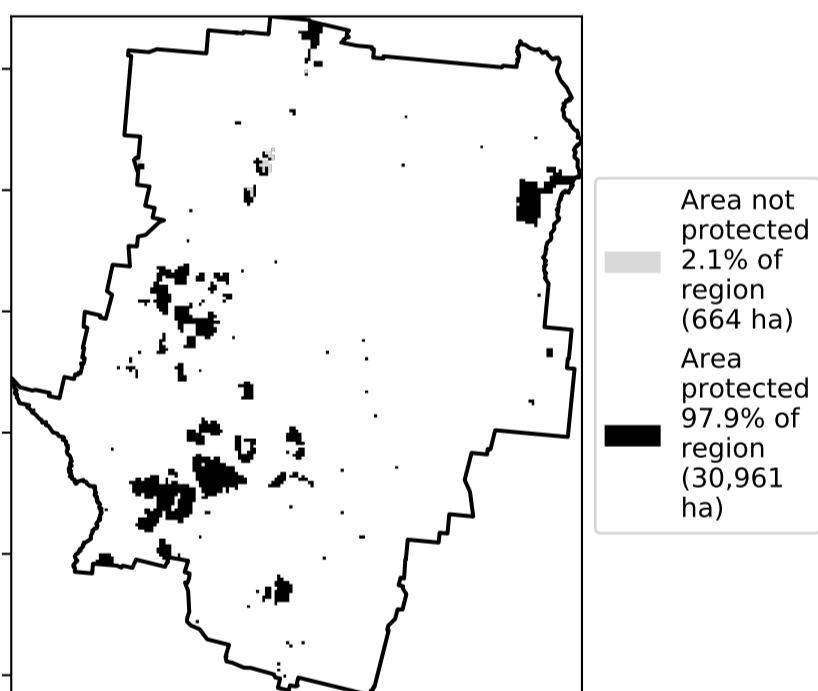 Area not
protected
2.1% of
region
(664 ha)
Area
protected
97.9% of
region
(30,961
ha)